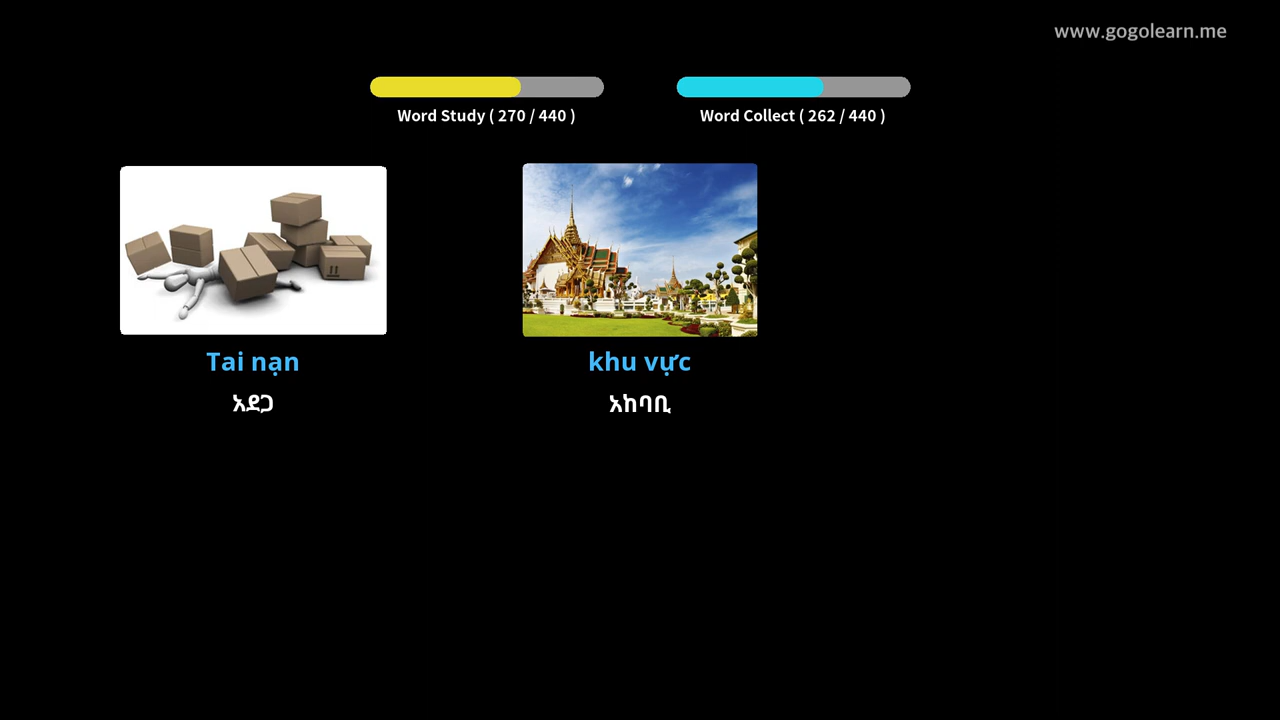 www.gogolearn.me
Word Study ( 270 / 440 )
Word Collect ( 262 / 440 )
Tai nạn
አደጋ
khu vực
አከባቢ